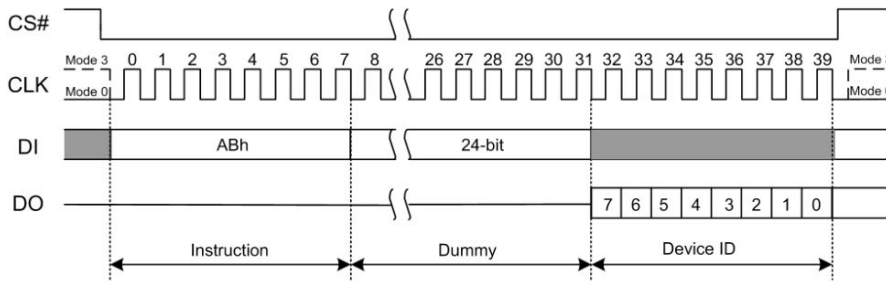 CS#
Mode 3 0 1 2 3 4 5 6 7 8 26 27 28 29 30 31 32 33 34 35 36 37 38 39 Mode
CLK
Mode 0 Mode
DI ABh 24-bit
DO 7 6 5 4 3 2 1 0
Instruction Dummy Device ID